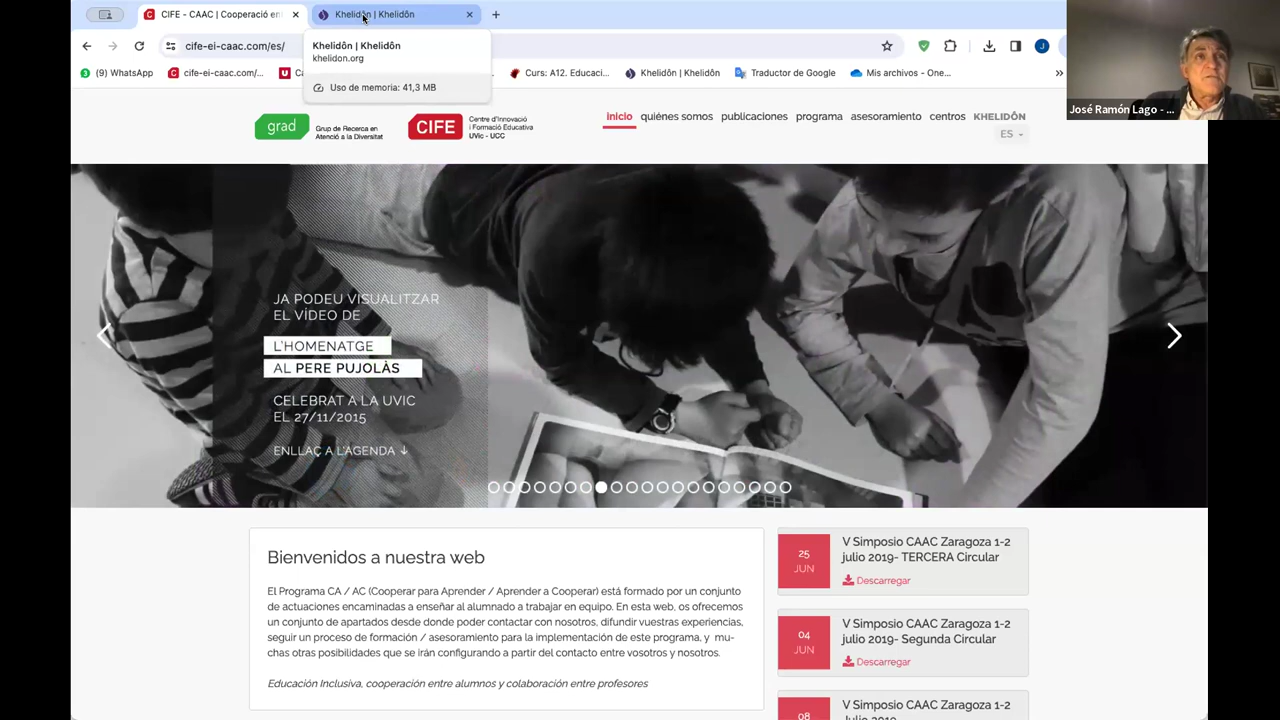 CIFE - CAAC | Cooperació en
Khelidôn | Khelidôn
cife-ei-caac.com/es/
Khelidôn | Khelidôn
khelidon.org
Uso de memoria: 41,3 MB
J
(9) WhatsApp
cife-ei-caac.com/...
Curs: A12. Educaci...
Khelidôn | Khelidôn
Traductor de Google
Mis archivos - One...
»
José Ramón Lago - ...
grad
Grup de Recerca en
Atenció a la Diversitat
CIFE
Centre d'Innovació
i Formació Educativa
UVic - UCC
inicio quiénes somos publicaciones programa asesoramiento centros KHELIDÔN
ES
JA PODEU VISUALITZAR
EL VÍDEO DE
L'HOMENATGE
AL PERE PUJOLÀS
CELEBRAT A LA UVIC
EL 27/11/2015
ENLLAÇ A L'AGENDA ↓
Bienvenidos a nuestra web
El Programa CA / AC (Cooperar para Aprender / Aprender a Cooperar) está formado por un conjunto
de actuaciones encaminadas a enseñar al alumnado a trabajar en equipo. En esta web, os ofrecemos
un conjunto de apartados desde donde poder contactar con nosotros, difundir vuestras experiencias,
seguir un proceso de formación / asesoramiento para la implementación de este programa, y mu-
chas otras posibilidades que se irán configurando a partir del contacto entre vosotros y nosotros.
Educación Inclusiva, cooperación entre alumnos y colaboración entre profesores
25
JUN
V Simposio CAAC Zaragoza 1-2
julio 2019- TERCERA Circular
Descarregar
04
JUN
V Simposio CAAC Zaragoza 1-2
julio 2019- Segunda Circular
Descarregar
08
V Simposio CAAC Zaragoza 1-2